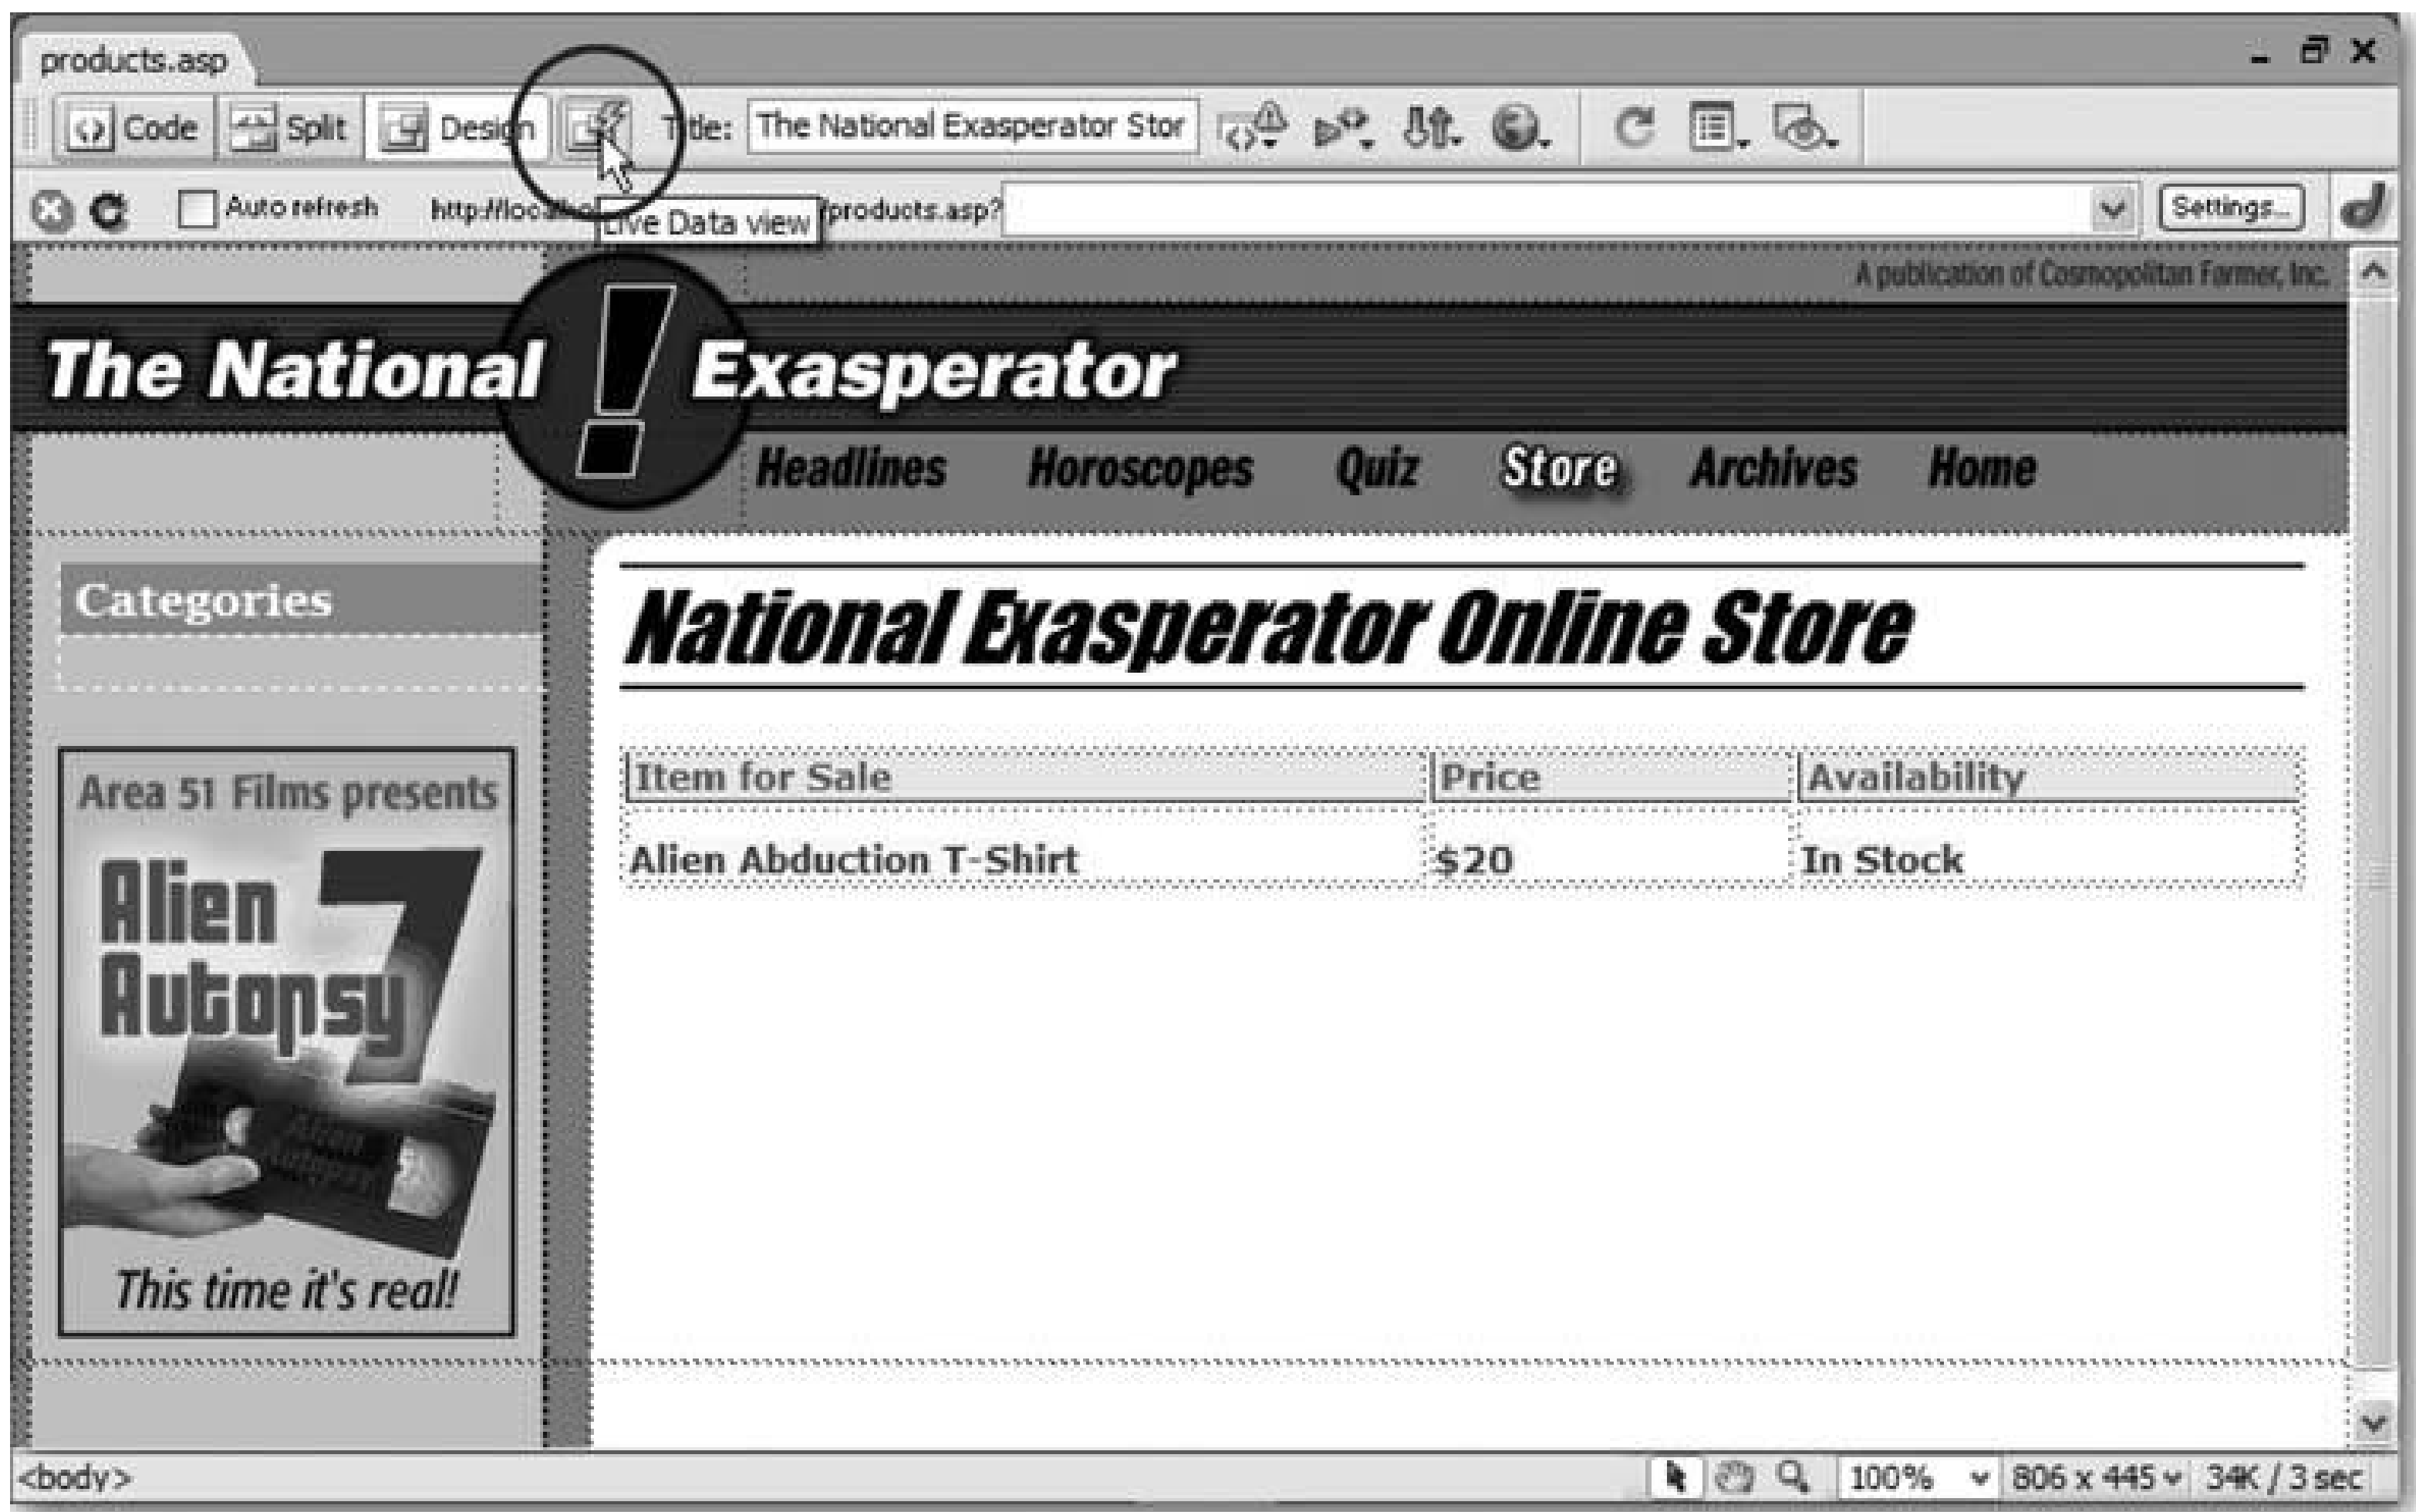 products.asp
Code Split Design Title: The National Exasperator Stor
Auto refresh http://localho /products.asp? Settings...
Live Data view
A publication of Cosmopolitan Farmer, Inc.
The National ! Exasperator
Headlines Horoscopes Quiz Store Archives Home
Categories
National Exasperator Online Store
Item for Sale Price Availability
Alien Abduction T-Shirt $20 In Stock
Area 51 Films presents
Alien 7
Autopsy
This time it's real!
<body> 100% 806 x 445 34K / 3 sec